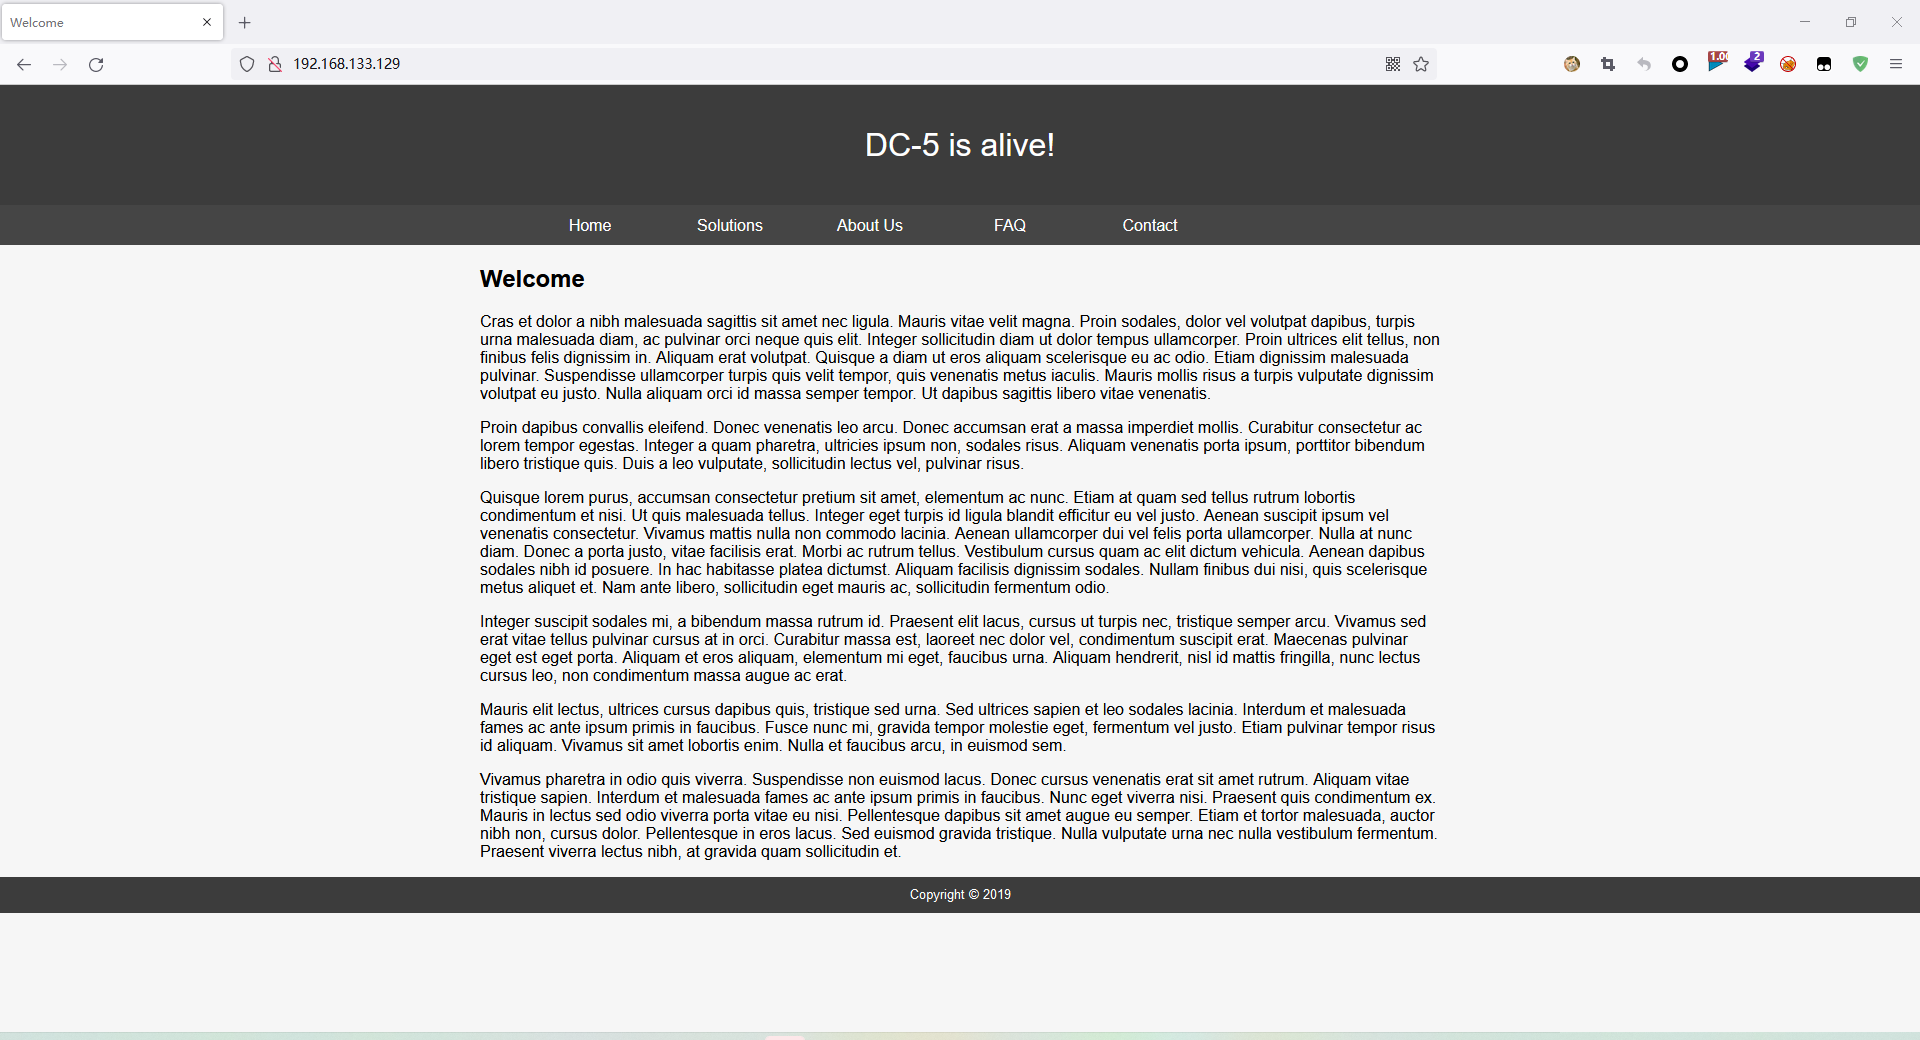 Welcome
192.168.133.129
1.00
2
DC-5 is alive!
Home Solutions About Us FAQ Contact
Welcome
Cras et dolor a nibh malesuada sagittis sit amet nec ligula. Mauris vitae velit magna. Proin sodales, dolor vel volutpat dapibus, turpis
urna malesuada diam, ac pulvinar orci neque quis elit. Integer sollicitudin diam ut dolor tempus ullamcorper. Proin ultrices elit tellus, non
finibus felis dignissim in. Aliquam erat volutpat. Quisque a diam ut eros aliquam scelerisque eu ac odio. Etiam dignissim malesuada
pulvinar. Suspendisse ullamcorper turpis quis velit tempor, quis venenatis metus iaculis. Mauris mollis risus a turpis vulputate dignissim
volutpat eu justo. Nulla aliquam orci id massa semper tempor. Ut dapibus sagittis libero vitae venenatis.
Proin dapibus convallis eleifend. Donec venenatis leo arcu. Donec accumsan erat a massa imperdiet mollis. Curabitur consectetur ac
lorem tempor egestas. Integer a quam pharetra, ultricies ipsum non, sodales risus. Aliquam venenatis porta ipsum, porttitor bibendum
libero tristique quis. Duis a leo vulputate, sollicitudin lectus vel, pulvinar risus.
Quisque lorem purus, accumsan consectetur pretium sit amet, elementum ac nunc. Etiam at quam sed tellus rutrum lobortis
condimentum et nisi. Ut quis malesuada tellus. Integer eget turpis id ligula blandit efficitur eu vel justo. Aenean suscipit ipsum vel
venenatis consectetur. Vivamus mattis nulla non commodo lacinia. Aenean ullamcorper dui vel felis porta ullamcorper. Nulla at nunc
diam. Donec a porta justo, vitae facilisis erat. Morbi ac rutrum tellus. Vestibulum cursus quam ac elit dictum vehicula. Aenean dapibus
sodales nibh id posuere. In hac habitasse platea dictumst. Aliquam facilisis dignissim sodales. Nullam finibus dui nisi, quis scelerisque
metus aliquet et. Nam ante libero, sollicitudin eget mauris ac, sollicitudin fermentum odio.
Integer suscipit sodales mi, a bibendum massa rutrum id. Praesent elit lacus, cursus ut turpis nec, tristique semper arcu. Vivamus sed
erat vitae tellus pulvinar cursus at in orci. Curabitur massa est, laoreet nec dolor vel, condimentum suscipit erat. Maecenas pulvinar
eget est eget porta. Aliquam et eros aliquam, elementum mi eget, faucibus urna. Aliquam hendrerit, nisl id mattis fringilla, nunc lectus
cursus leo, non condimentum massa augue ac erat.
Mauris elit lectus, ultrices cursus dapibus quis, tristique sed urna. Sed ultrices sapien et leo sodales lacinia. Interdum et malesuada
fames ac ante ipsum primis in faucibus. Fusce nunc mi, gravida tempor molestie eget, fermentum vel justo. Etiam pulvinar tempor risus
id aliquam. Vivamus sit amet lobortis enim. Nulla et faucibus arcu, in euismod sem.
Vivamus pharetra in odio quis viverra. Suspendisse non euismod lacus. Donec cursus venenatis erat sit amet rutrum. Aliquam vitae
tristique sapien. Interdum et malesuada fames ac ante ipsum primis in faucibus. Nunc eget viverra nisi. Praesent quis condimentum ex.
Mauris in lectus sed odio viverra porta vitae eu nisi. Pellentesque dapibus sit amet augue eu semper. Etiam et tortor malesuada, auctor
nibh non, cursus dolor. Pellentesque in eros lacus. Sed euismod gravida tristique. Nulla vulputate urna nec nulla vestibulum fermentum.
Praesent viverra lectus nibh, at gravida quam sollicitudin et.
Copyright © 2019